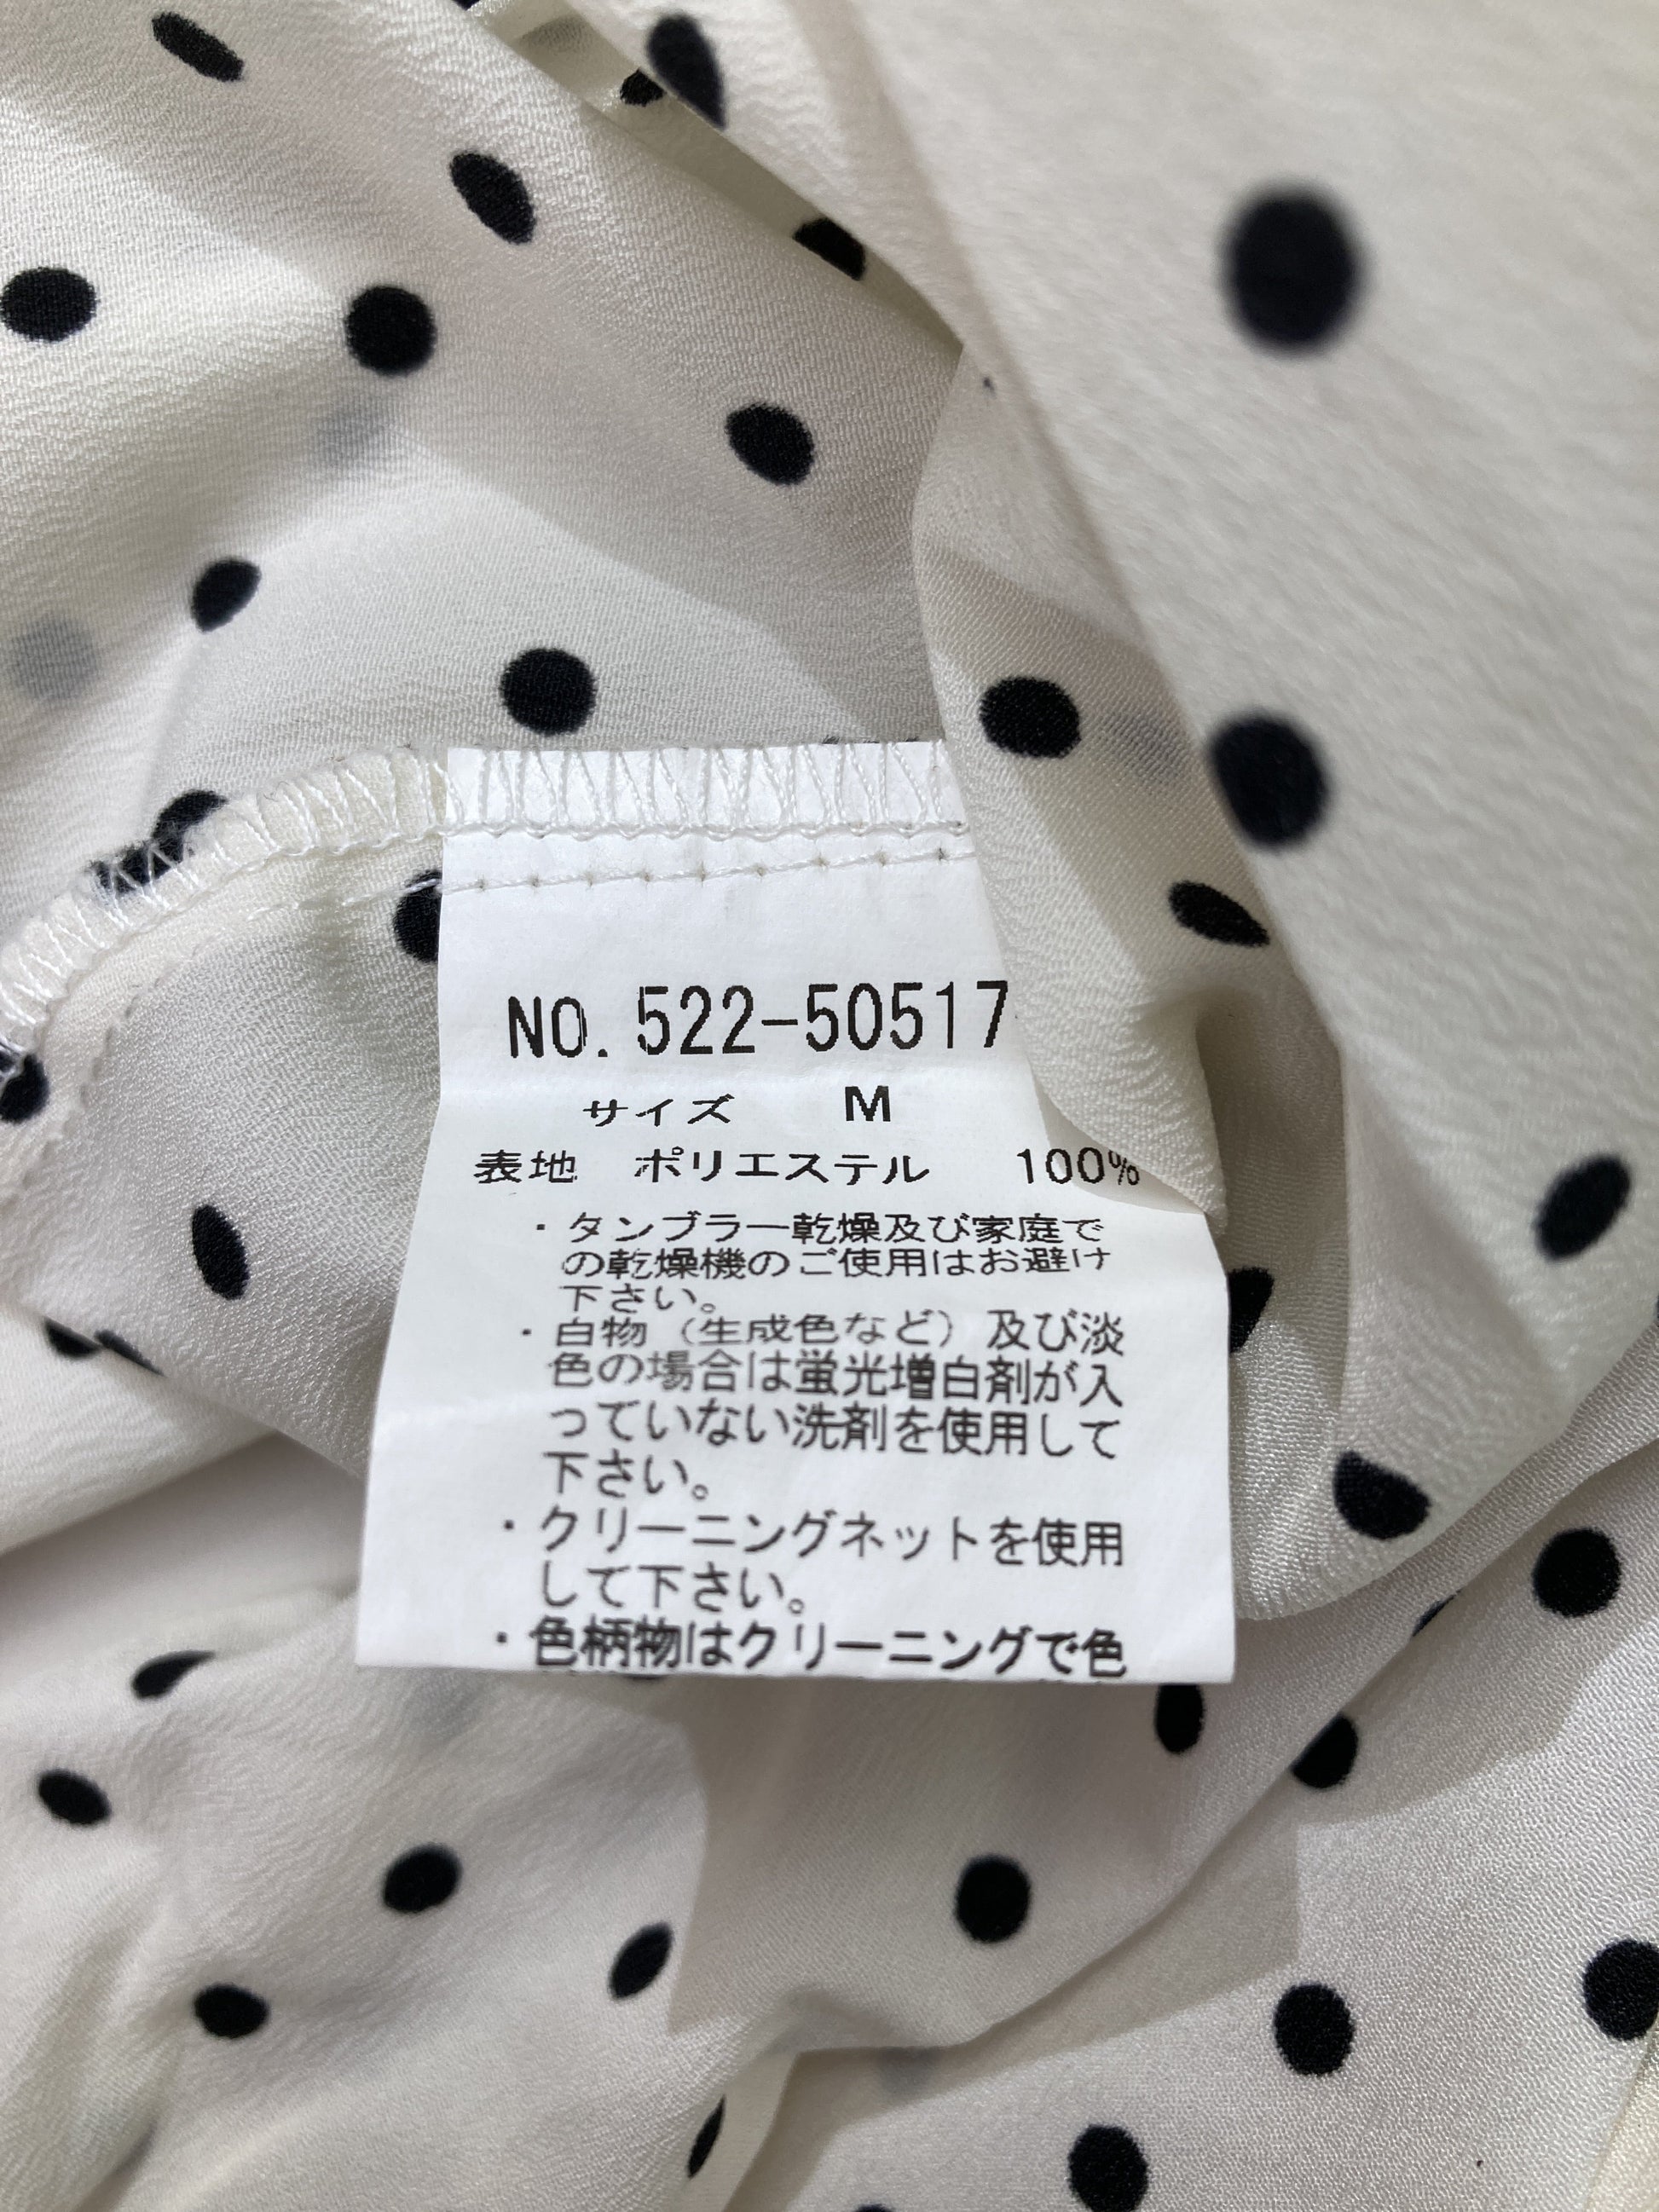 NO. 522-50517
サイズ M
表地 ポリエステル 100%
・タンブラー乾燥及び家庭で
の乾燥機のご使用はお避け
下さい。
・白物（生成色など）及び淡
色の場合は蛍光増白剤が入
っていない洗剤を使用して
下さい。
・クリーニングネットを使用
して下さい。
・色柄物はクリーニングで色